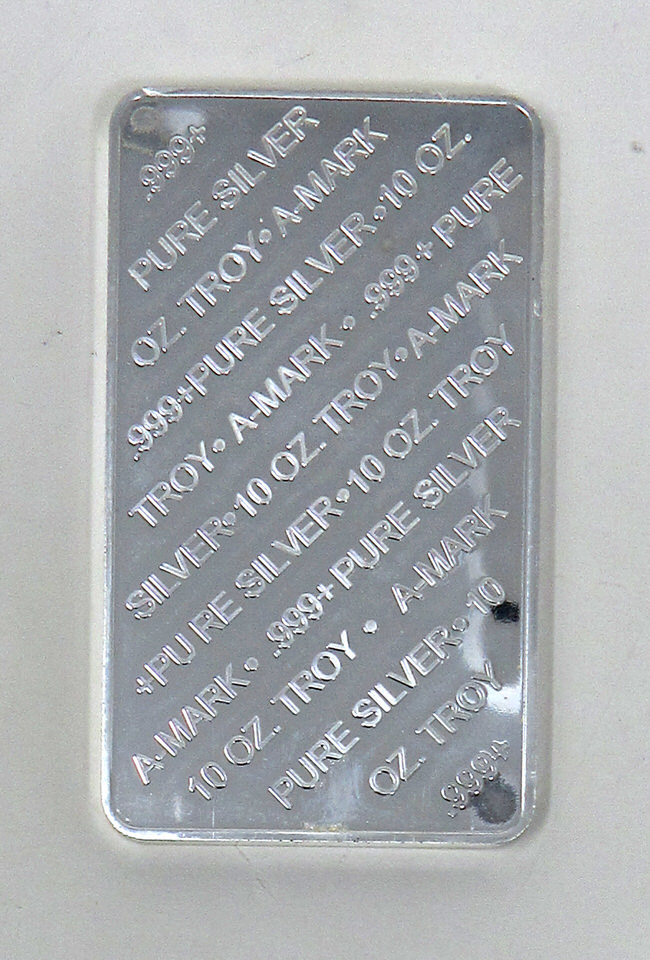 .999+
PURE SILVER
OZ. TROY • A-MARK
.999+ PURE SILVER • 10 OZ.
TROY • A-MARK • .999+ PURE
SILVER • 10 OZ. TROY • A-MARK
+PU RE SILVER • 10 OZ. TROY
A-MARK • .999+ PURE SILVER
10 OZ. TROY • A-MARK
PURE SILVER • 10
OZ. TROY
.999+